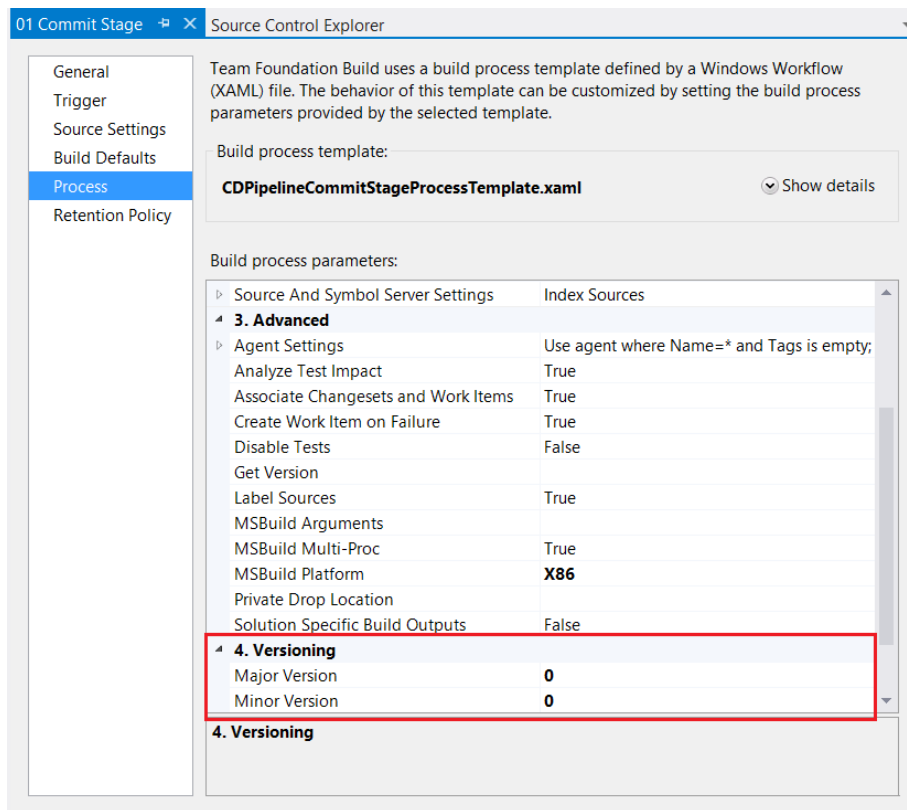 01 Commit Stage Source Control Explorer
General
Trigger
Source Settings
Build Defaults
Process
Retention Policy
Team Foundation Build uses a build process template defined by a Windows Workflow
(XAML) file. The behavior of this template can be customized by setting the build process
parameters provided by the selected template.
Build process template:
CDPipelineCommitStageProcessTemplate.xaml Show details
Build process parameters:
Source And Symbol Server Settings Index Sources
3. Advanced
Agent Settings Use agent where Name=* and Tags is empty;
Analyze Test Impact True
Associate Changesets and Work Items True
Create Work Item on Failure True
Disable Tests False
Get Version
Label Sources True
MSBuild Arguments
MSBuild Multi-Proc True
MSBuild Platform X86
Private Drop Location
Solution Specific Build Outputs False
4. Versioning
Major Version 0
Minor Version 0
4. Versioning